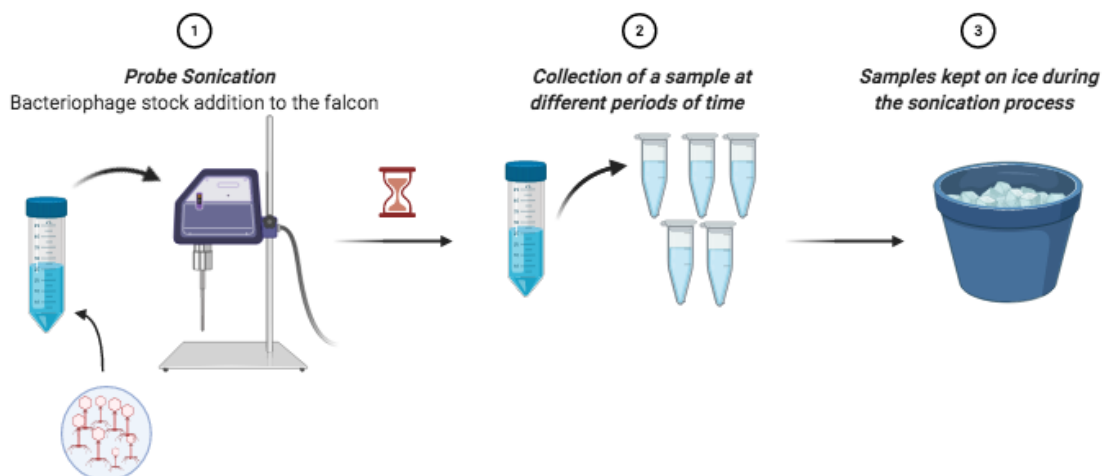 1
Probe Sonication
Bacteriophage stock addition to the falcon
2
Collection of a sample at
different periods of time
3
Samples kept on ice during
the sonication process